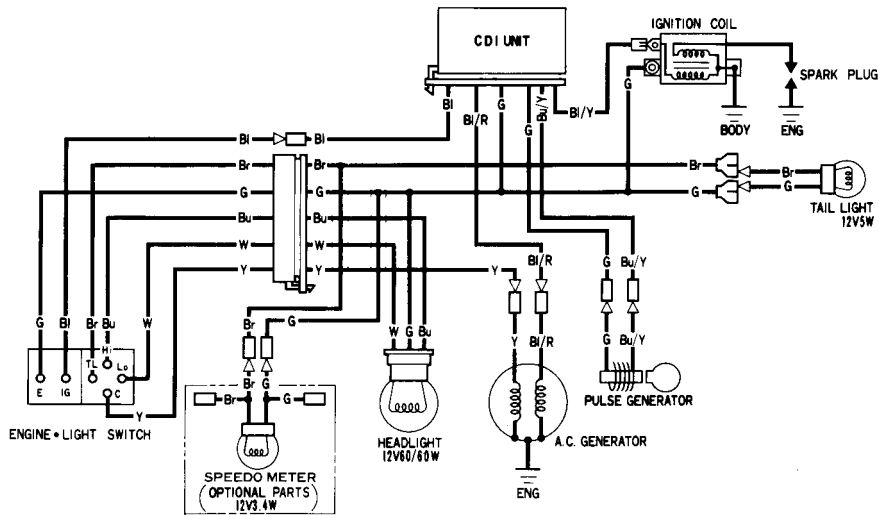 IGNITION COIL
CDI UNIT
SPARK PLUG
BODY
ENG
Bl
Bl/R
G
G
Bu/Y
Bl/Y
G
Bl
Bl
Br
Br
Br
Br
G
G
G
G
TAIL LIGHT
12V5W
Bu
Bu
W
W
Y
Y
Y
Bl/R
G
Bu/Y
G
Bl
Br
Bu
W
Br
G
W
G
Bu
Y
Bl/R
G
Bu/Y
Hi
TL
Lo
E
IG
C
Y
Br
G
Br
G
PULSE GENERATOR
ENGINE • LIGHT SWITCH
HEADLIGHT
12V60/60W
A.C. GENERATOR
SPEEDO METER
(OPTIONAL PARTS)
12V3.4W
ENG